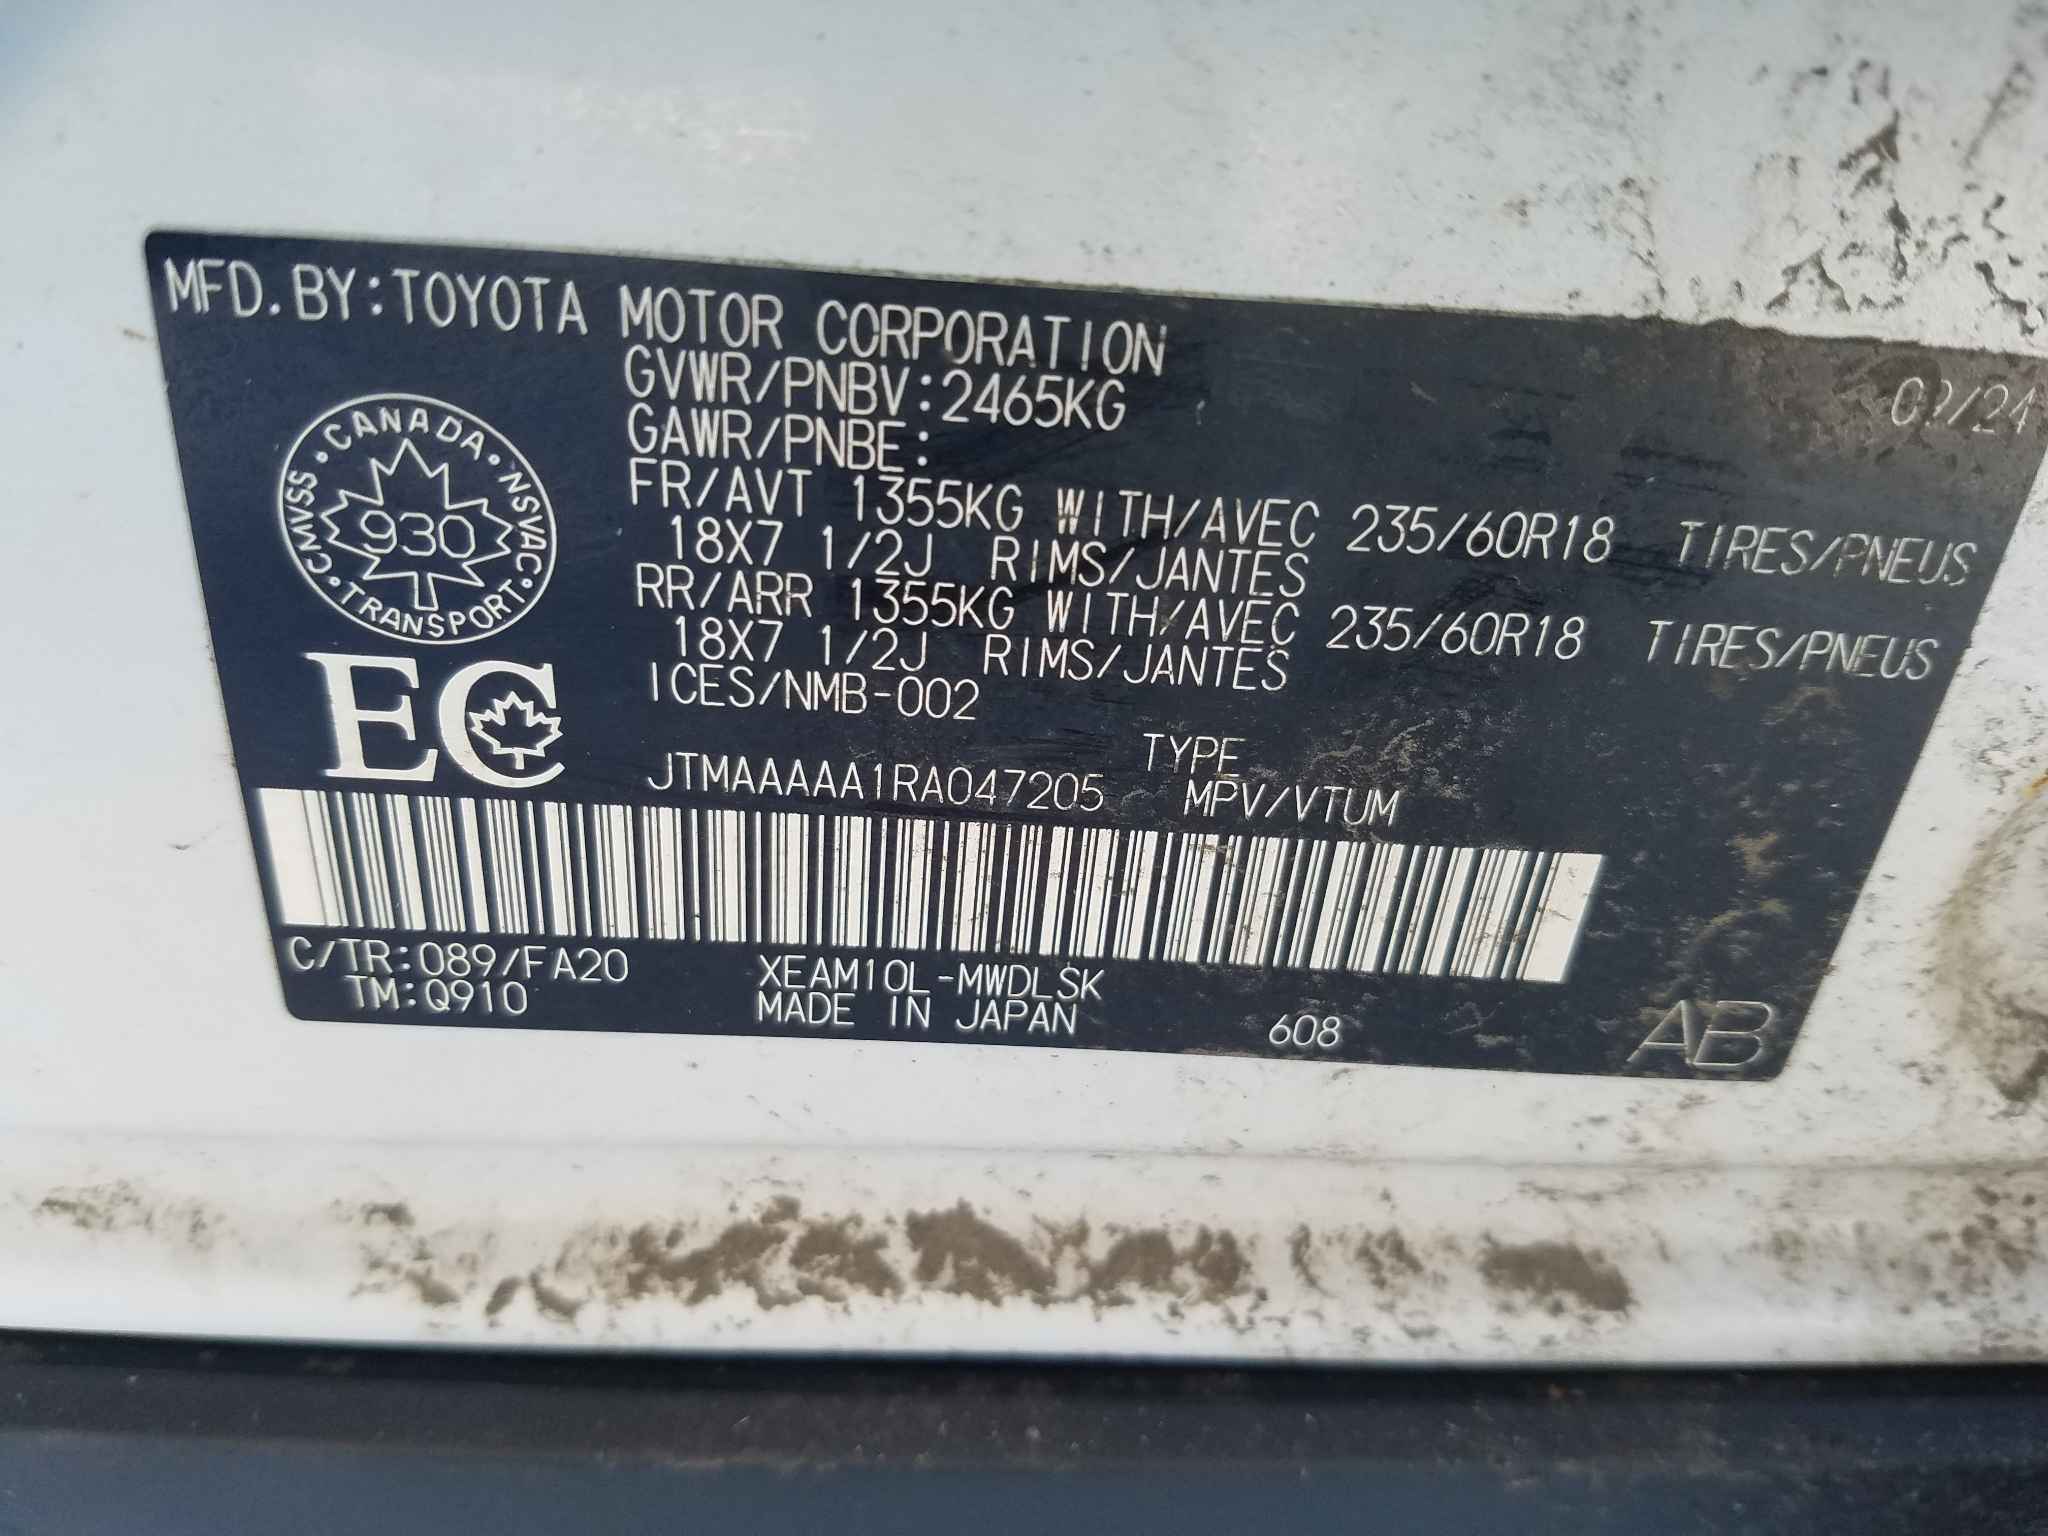 MFD. BY:TOYOTA MOTOR CORPORATION
GVWR/PNBV:2465KG
GAWR/PNBE:
FR/AVT 1355KG WITH/AVEC 235/60R18 TIRES/PNEUS
18X7 1/2J RIMS/JANTES
RR/ARR 1355KG WITH/AVEC 235/60R18 TIRES/PNEUS
18X7 1/2J RIMS/JANTES
ICES/NMB-002
CANADA · NSVAC · TRANSPORT · CMVSS ·
930
EC
JTMAAAAA1RA047205
TYPE
MPV/VTUM
C/TR:089/FA20
TM:Q910
XEAM10L-MWDLSK
MADE IN JAPAN
608
AB